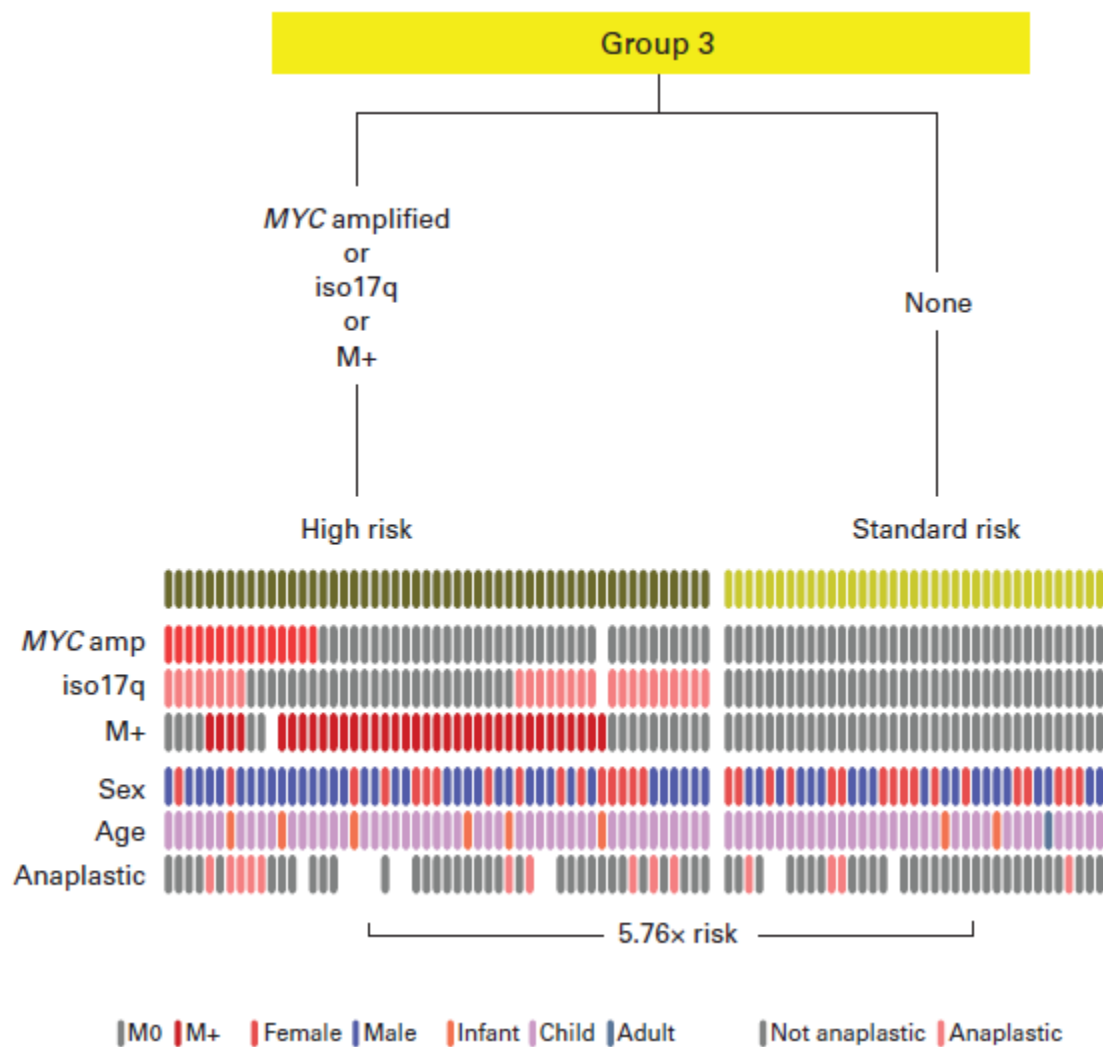 Group 3
MYC amplified
or
iso17q
or
M+
None
High risk
Standard risk
MYC amp
iso17q
M+
Sex
Age
Anaplastic
5.76× risk
M0 M+ Female Male Infant Child Adult Not anaplastic Anaplastic